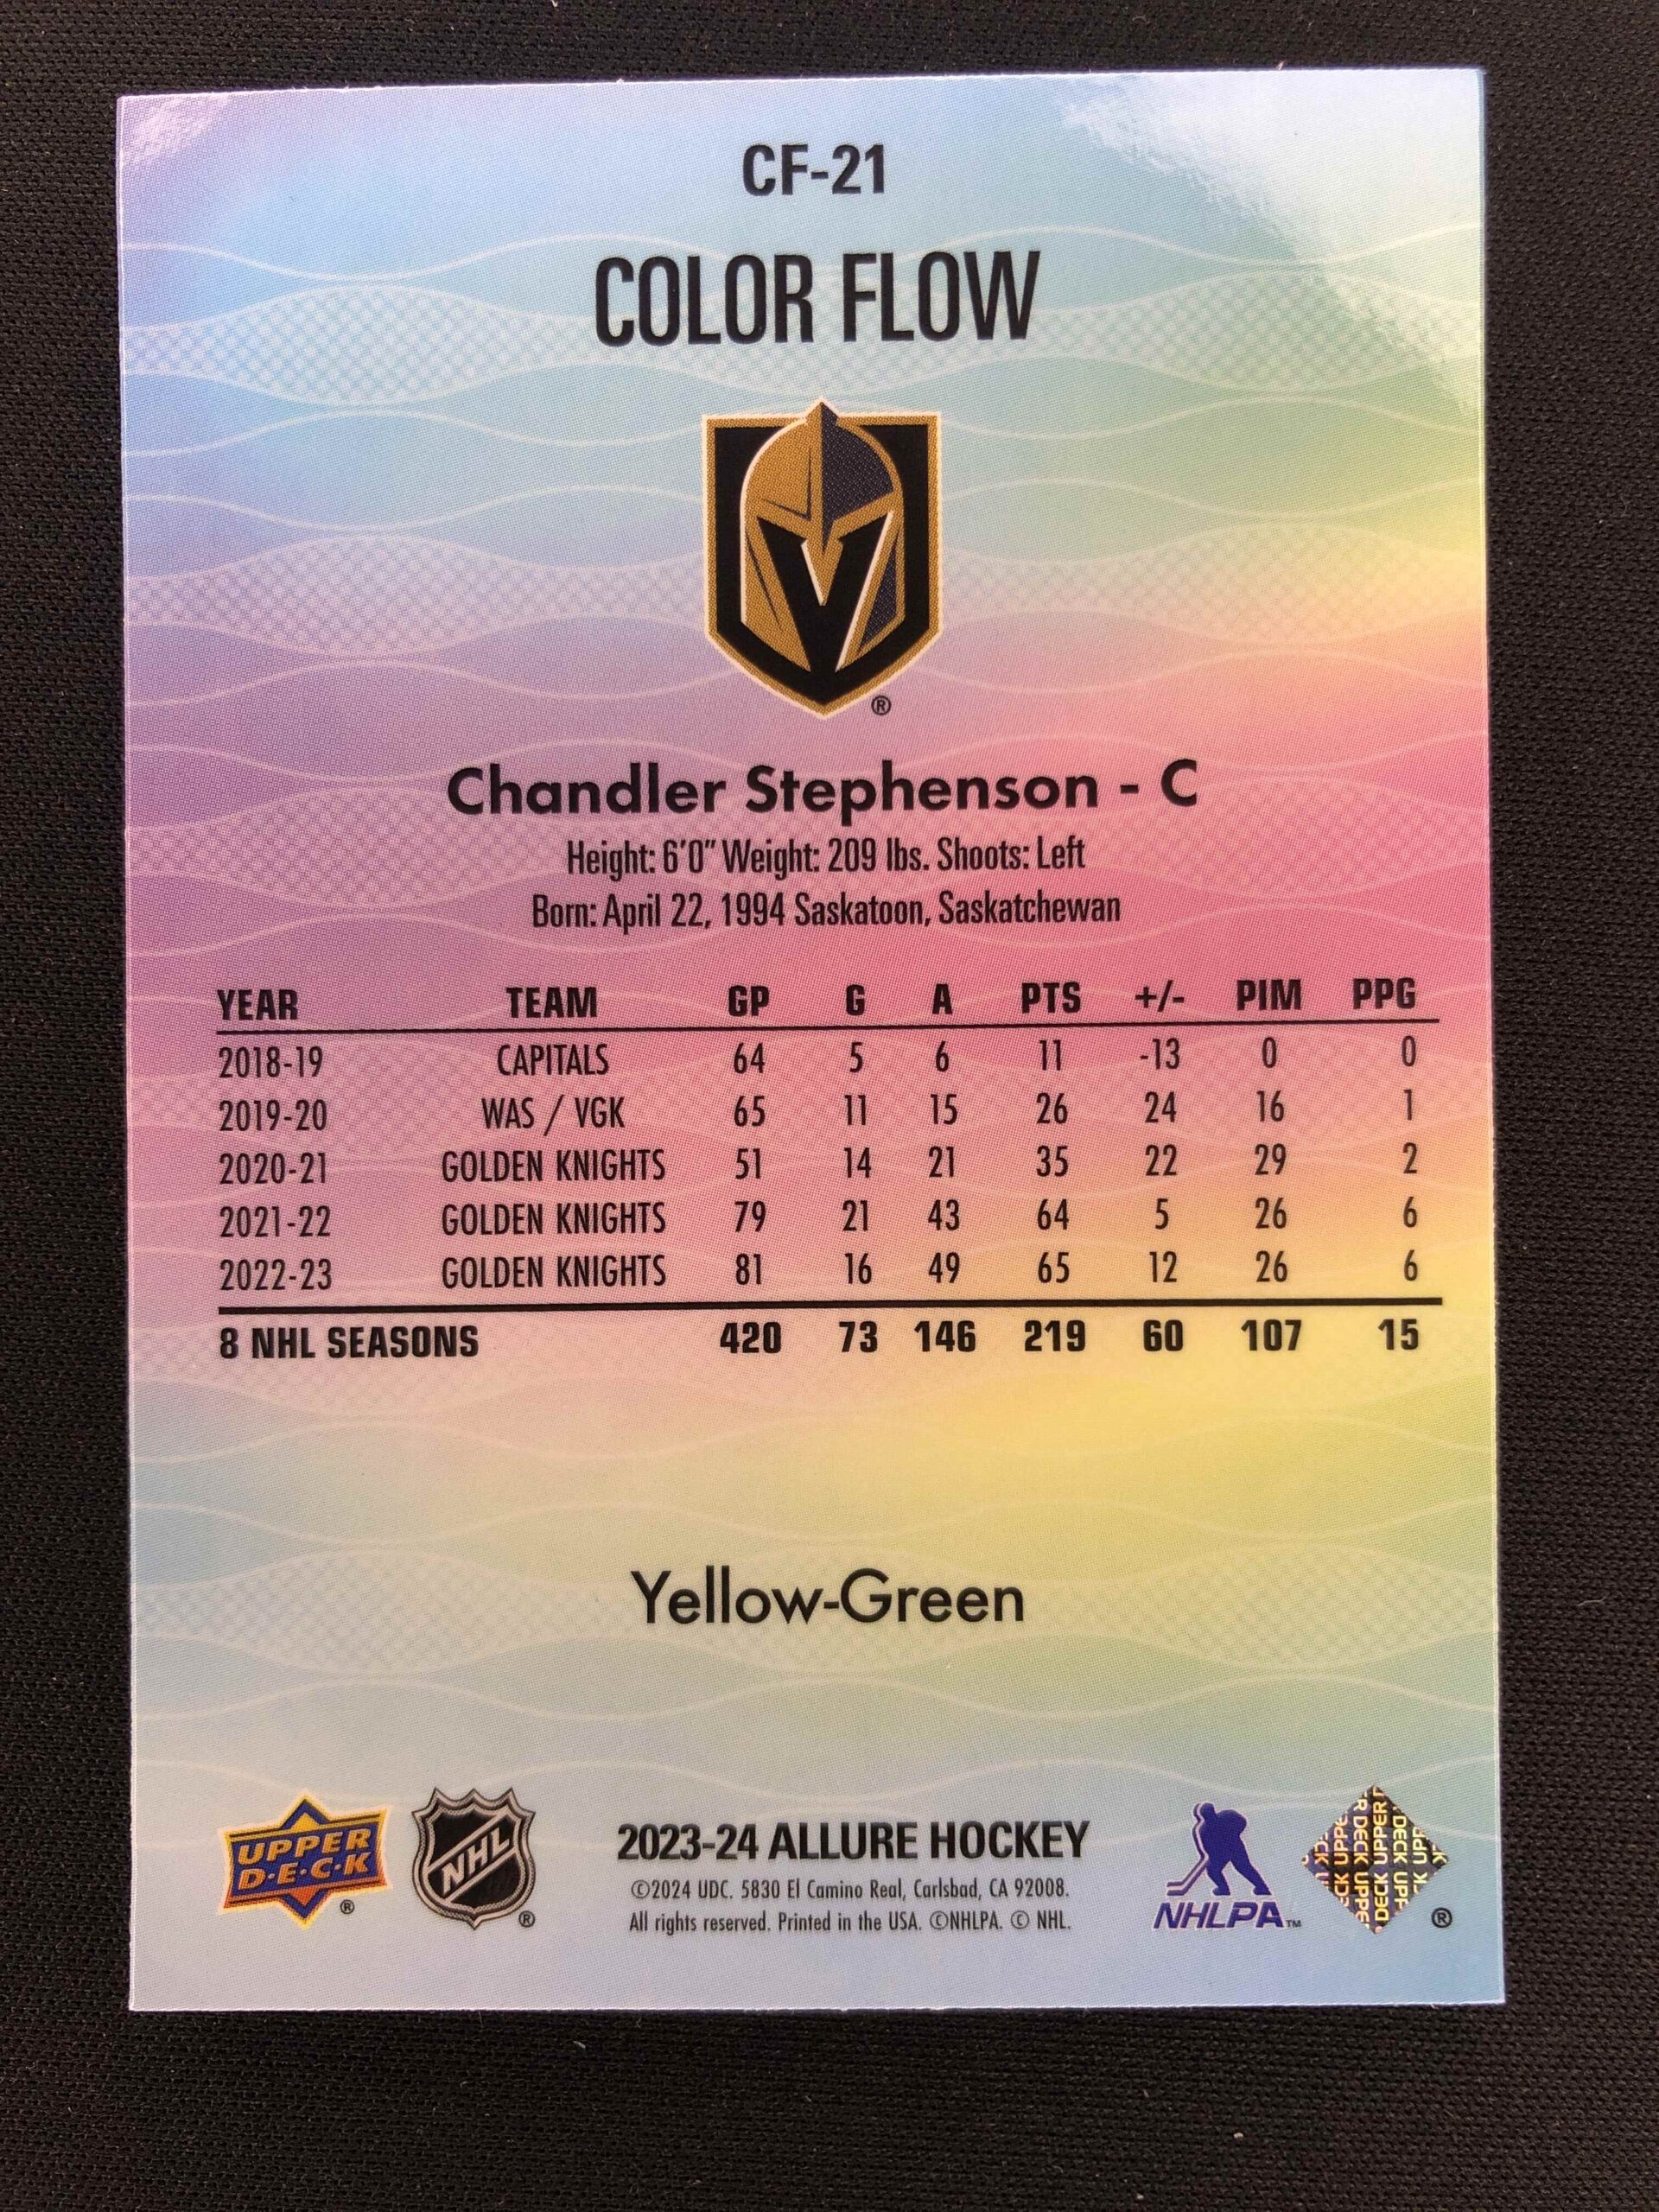 CF-21
COLOR FLOW
®
Chandler Stephenson - C
Height: 6'0" Weight: 209 lbs. Shoots: Left
Born: April 22, 1994 Saskatoon, Saskatchewan
YEAR TEAM GP G A PTS +/- PIM PPG
2018-19 CAPITALS 64 5 6 11 -13 0 0
2019-20 WAS / VGK 65 11 15 26 24 16 1
2020-21 GOLDEN KNIGHTS 51 14 21 35 22 29 2
2021-22 GOLDEN KNIGHTS 79 21 43 64 5 26 6
2022-23 GOLDEN KNIGHTS 81 16 49 65 12 26 6
8 NHL SEASONS 420 73 146 219 60 107 15
Yellow-Green
UPPER
D·E·C·K
®
NHL
®
2023-24 ALLURE HOCKEY
©2024 UDC. 5830 El Camino Real, Carlsbad, CA 92008.
All rights reserved. Printed in the USA. ©NHLPA. © NHL.
NHLPA™
UPPER DECK
®